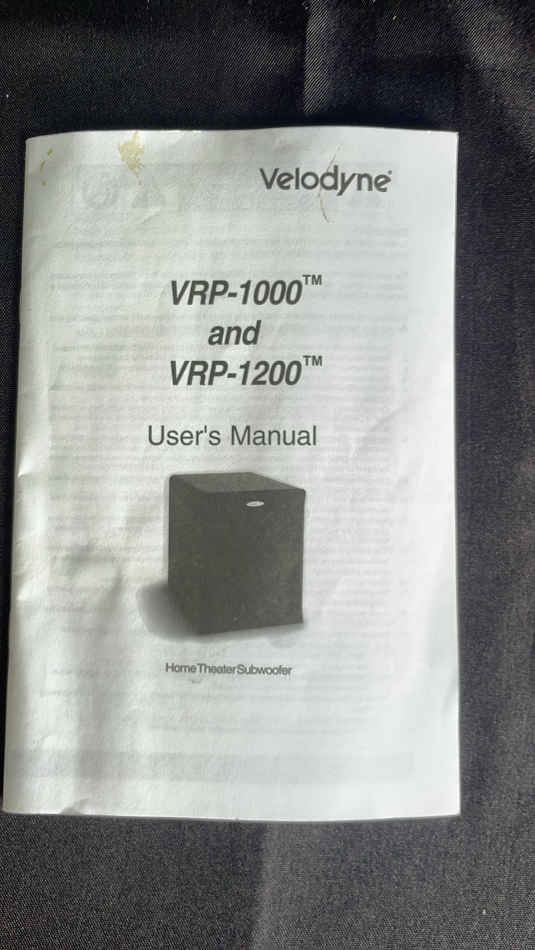 Velodyne®
VRP-1000™
and
VRP-1200™
User's Manual
Home Theater Subwoofer